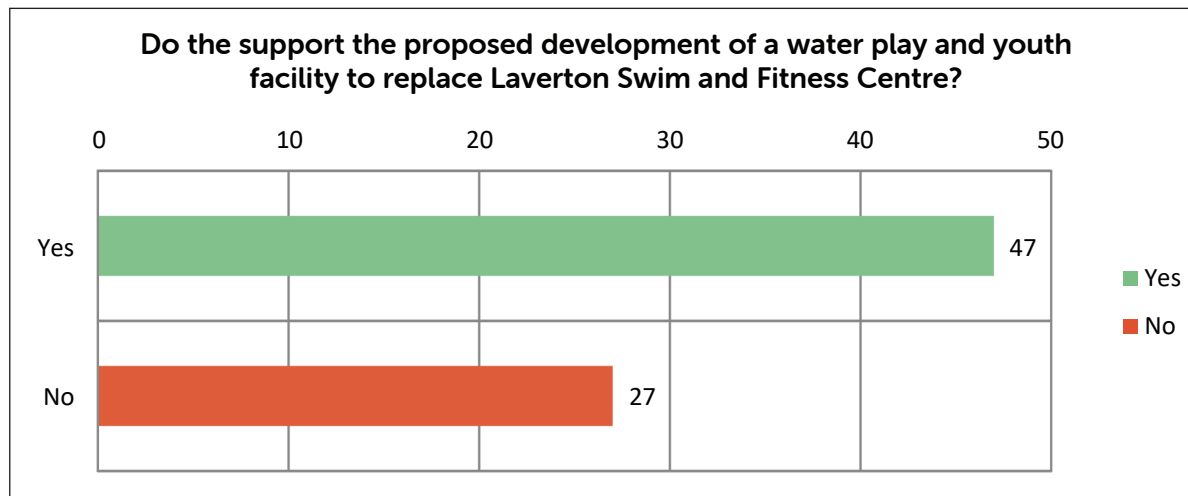 Do the support the proposed development of a water play and youth
facility to replace Laverton Swim and Fitness Centre?
0 10 20 30 40 50
Yes 47
No 27
Yes
No